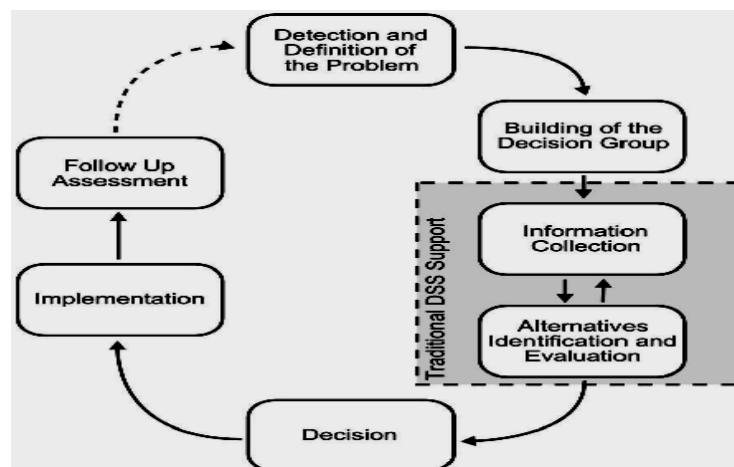 Detection and
Definition of
the Problem
Building of the
Decision Group
Traditional DSS Support
Information
Collection
Alternatives
Identification and
Evaluation
Decision
Implementation
Follow Up
Assessment